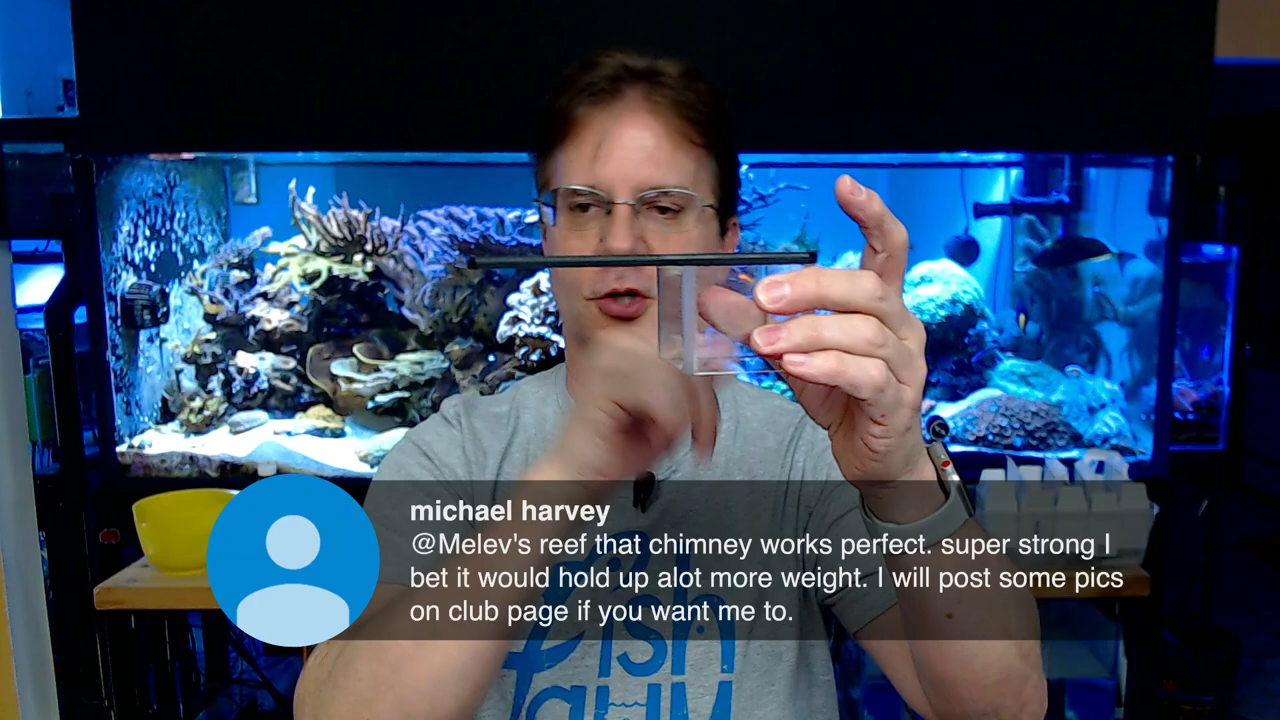 michael harvey
@Melev's reef that chimney works perfect. super strong I
bet it would hold up alot more weight. I will post some pics
on club page if you want me to.
fish